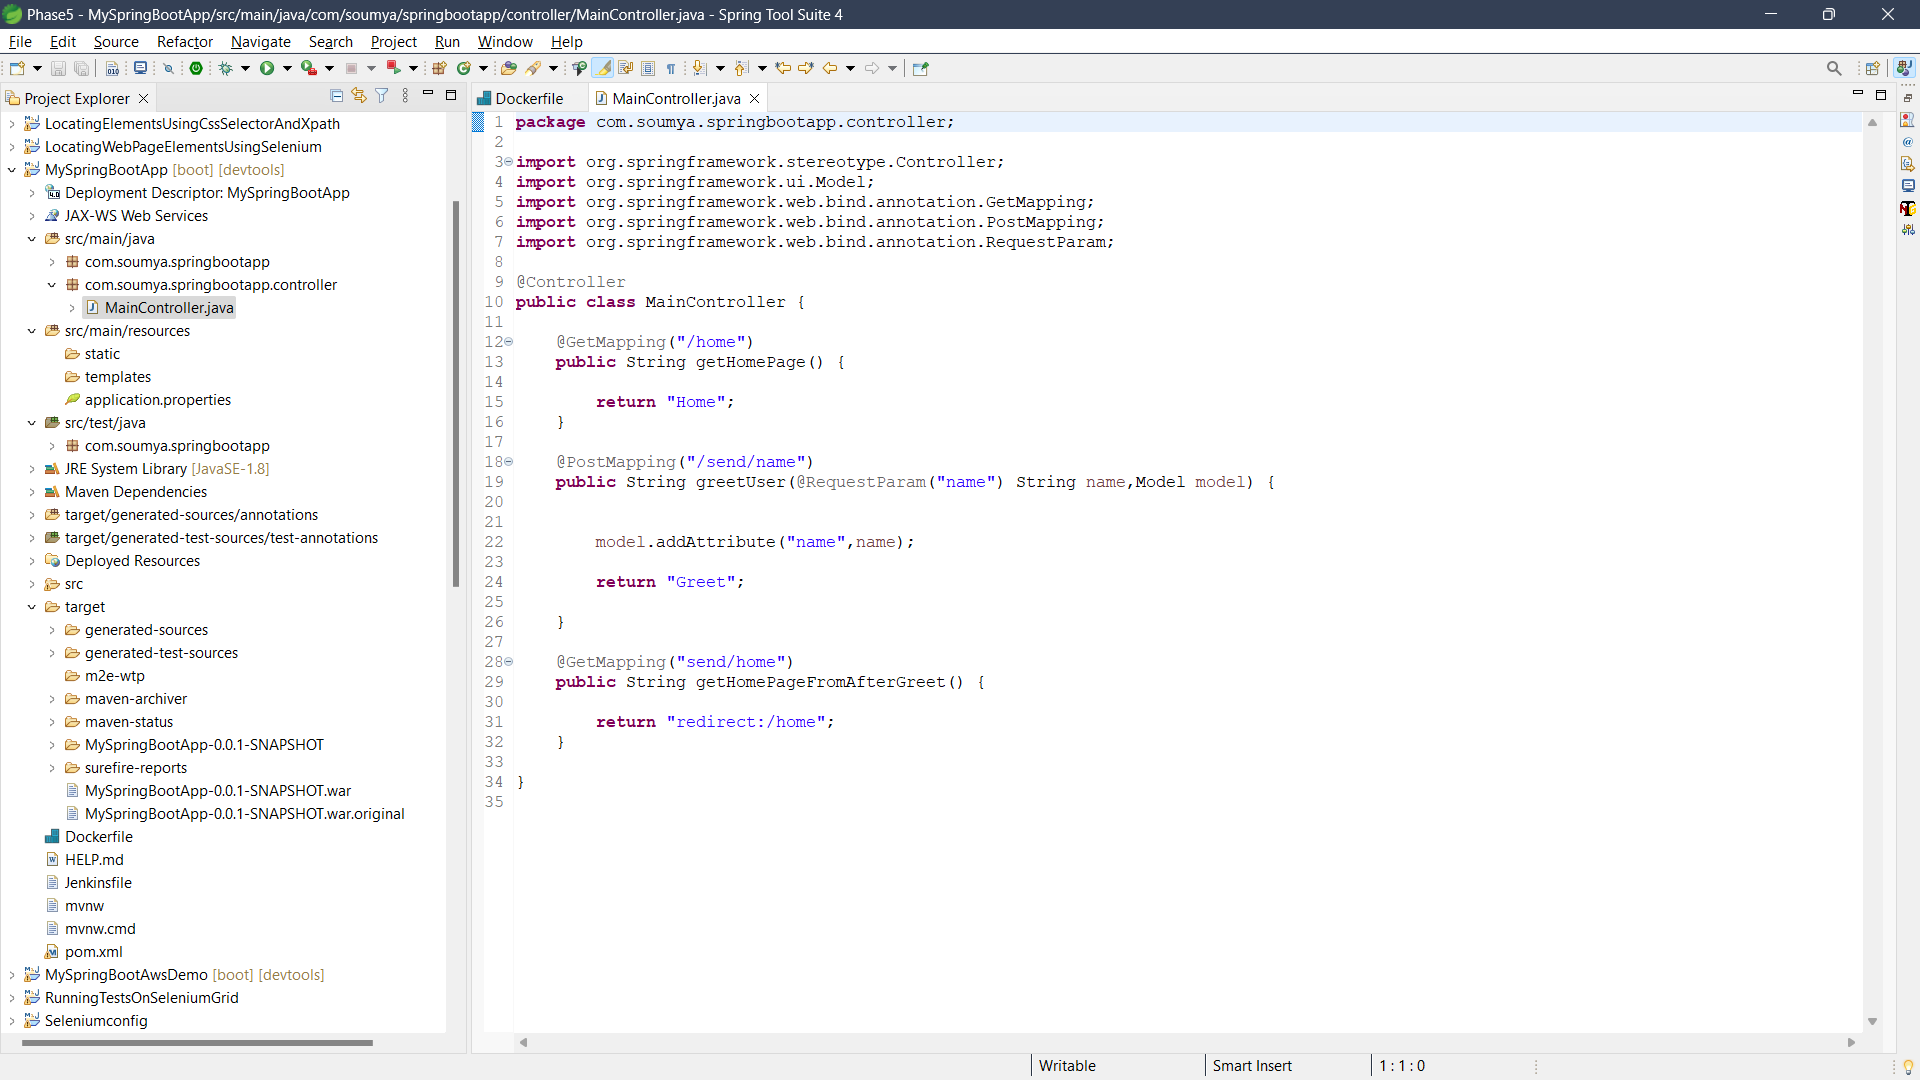 Phase5 - MySpringBootApp/src/main/java/com/soumya/springbootapp/controller/MainController.java - Spring Tool Suite 4
File Edit Source Refactor Navigate Search Project Run Window Help
Project Explorer
LocatingElementsUsingCssSelectorAndXpath
LocatingWebPageElementsUsingSelenium
MySpringBootApp [boot] [devtools]
Deployment Descriptor: MySpringBootApp
JAX-WS Web Services
src/main/java
com.soumya.springbootapp
com.soumya.springbootapp.controller
MainController.java
src/main/resources
static
templates
application.properties
src/test/java
com.soumya.springbootapp
JRE System Library [JavaSE-1.8]
Maven Dependencies
target/generated-sources/annotations
target/generated-test-sources/test-annotations
Deployed Resources
src
target
generated-sources
generated-test-sources
m2e-wtp
maven-archiver
maven-status
MySpringBootApp-0.0.1-SNAPSHOT
surefire-reports
MySpringBootApp-0.0.1-SNAPSHOT.war
MySpringBootApp-0.0.1-SNAPSHOT.war.original
Dockerfile
HELP.md
Jenkinsfile
mvnw
mvnw.cmd
pom.xml
MySpringBootAwsDemo [boot] [devtools]
RunningTestsOnSeleniumGrid
Seleniumconfig
Dockerfile MainController.java
1 package com.soumya.springbootapp.controller;
2
3 import org.springframework.stereotype.Controller;
4 import org.springframework.ui.Model;
5 import org.springframework.web.bind.annotation.GetMapping;
6 import org.springframework.web.bind.annotation.PostMapping;
7 import org.springframework.web.bind.annotation.RequestParam;
8
9 @Controller
10 public class MainController {
11
12 @GetMapping("/home")
13 public String getHomePage() {
14
15 return "Home";
16 }
17
18 @PostMapping("/send/name")
19 public String greetUser(@RequestParam("name") String name,Model model) {
20
21
22 model.addAttribute("name",name);
23
24 return "Greet";
25
26 }
27
28 @GetMapping("send/home")
29 public String getHomePageFromAfterGreet() {
30
31 return "redirect:/home";
32 }
33
34 }
35
Writable Smart Insert 1 : 1 : 0